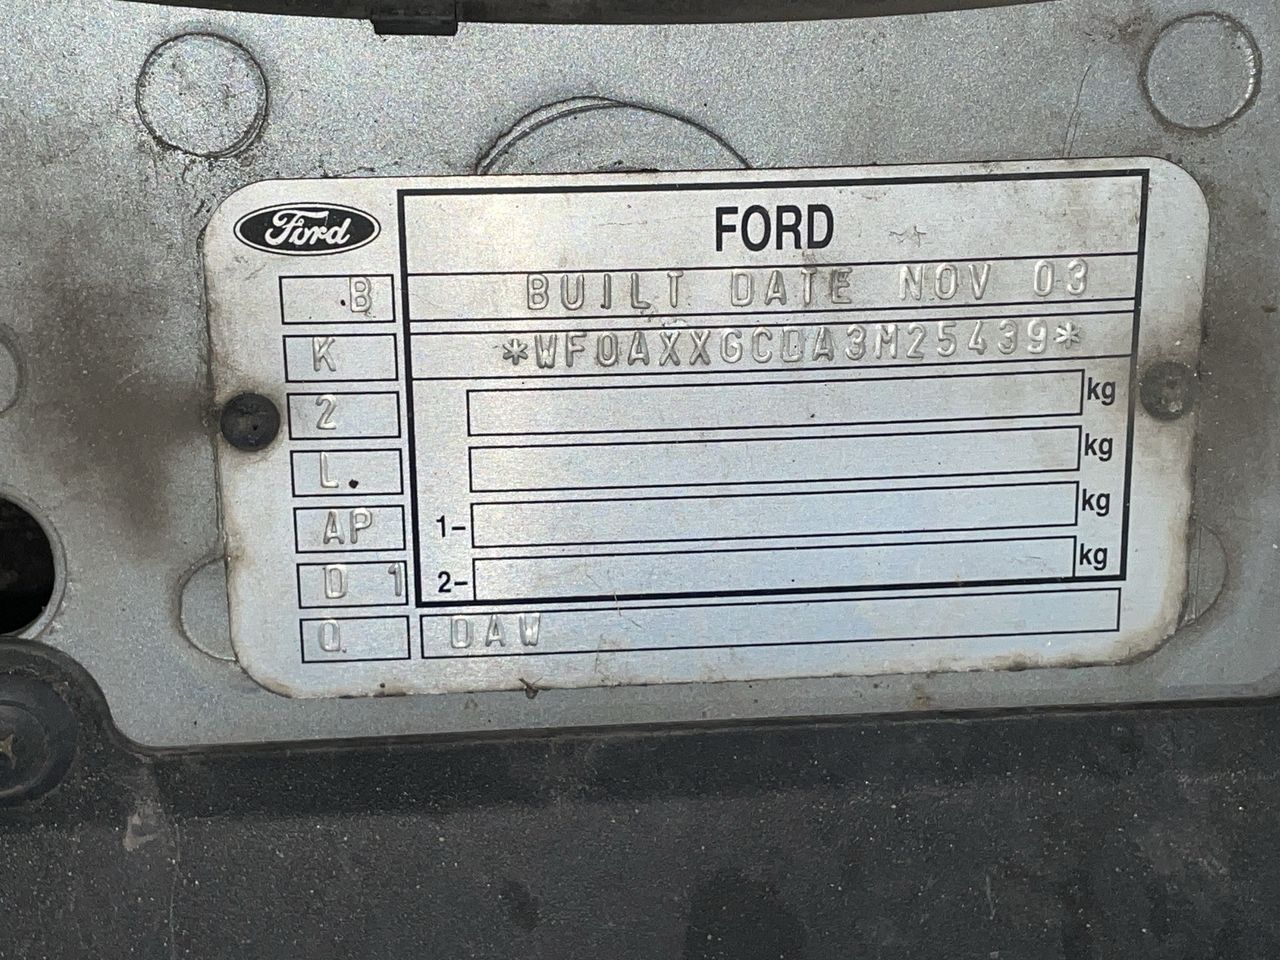 Ford
FORD
B
BUILT DATE NOV 03
K
*WF0AXXGCDA3M25439*
2
kg
L
kg
AP
1-
kg
D 1
2-
kg
Q
DAW